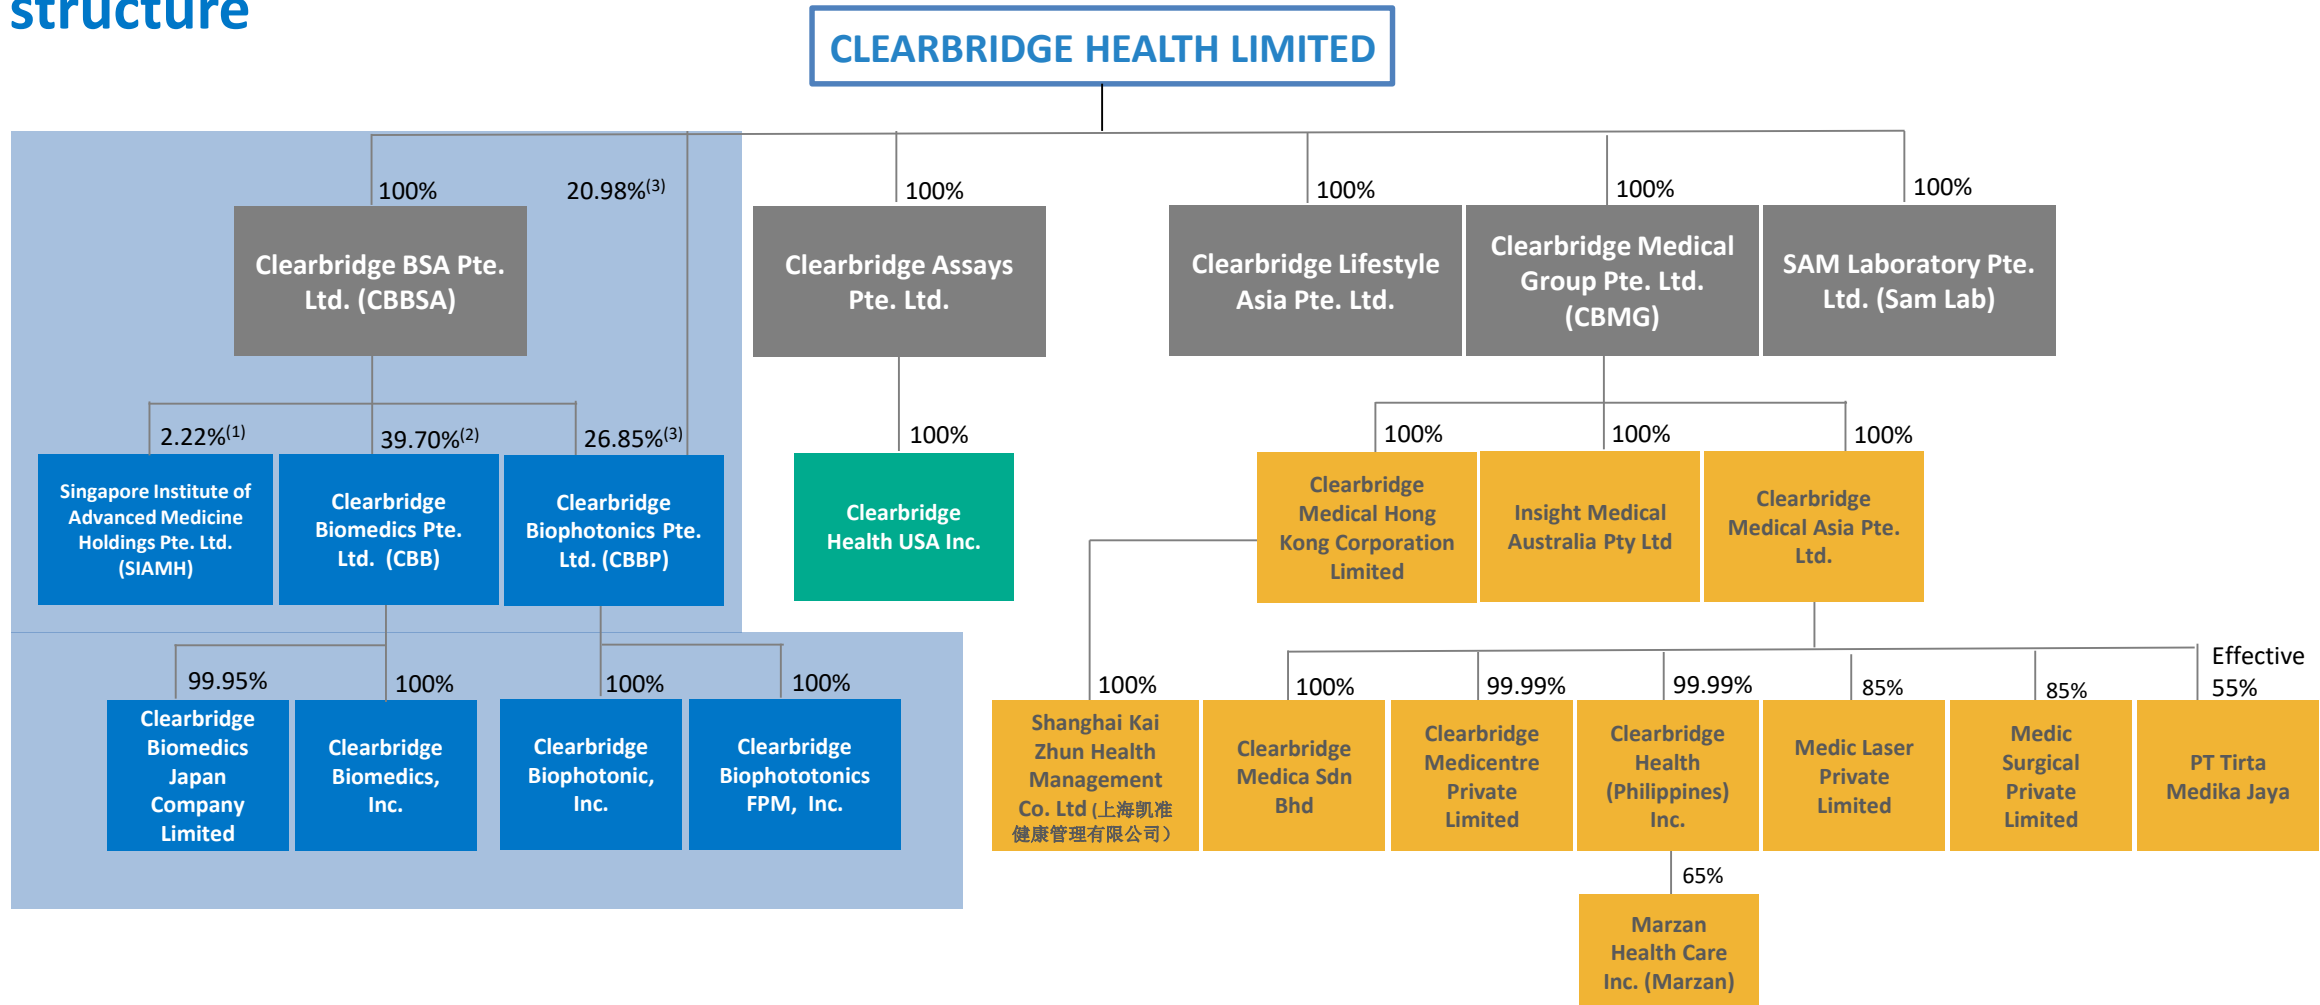 structure
CLEARBRIDGE HEALTH LIMITED
100%
20.98%(3)
100%
100%
100%
100%
Clearbridge BSA Pte.
Ltd. (CBBSA)
Clearbridge Assays
Pte. Ltd.
Clearbridge Lifestyle
Asia Pte. Ltd.
Clearbridge Medical
Group Pte. Ltd.
(CBMG)
SAM Laboratory Pte.
Ltd. (Sam Lab)
2.22%(1)
39.70%(2)
26.85%(3)
100%
100%
100%
100%
Singapore Institute of
Advanced Medicine
Holdings Pte. Ltd.
(SIAMH)
Clearbridge
Biomedics Pte.
Ltd. (CBB)
Clearbridge
Biophotonics Pte.
Ltd. (CBBP)
Clearbridge
Health USA Inc.
Clearbridge
Medical Hong
Kong Corporation
Limited
Insight Medical
Australia Pty Ltd
Clearbridge
Medical Asia Pte.
Ltd.
99.95%
100%
100%
100%
100%
100%
99.99%
99.99%
85%
85%
Effective
55%
Clearbridge
Biomedics
Japan
Company
Limited
Clearbridge
Biomedics,
Inc.
Clearbridge
Biophotonic,
Inc.
Clearbridge
Biophototonics
FPM, Inc.
Shanghai Kai
Zhun Health
Management
Co. Ltd (上海凯准
健康管理有限公司）
Clearbridge
Medica Sdn
Bhd
Clearbridge
Medicentre
Private
Limited
Clearbridge
Health
(Philippines)
Inc.
Medic Laser
Private
Limited
Medic
Surgical
Private
Limited
PT Tirta
Medika Jaya
65%
Marzan
Health Care
Inc. (Marzan)